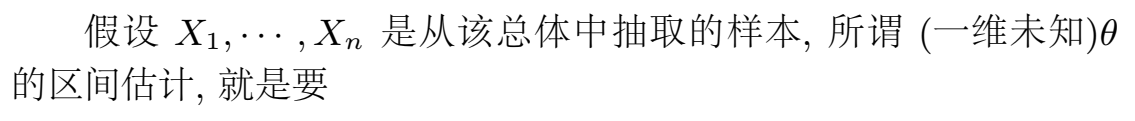 假设 X₁,⋯ ,Xₙ 是从该总体中抽取的样本, 所谓 (一维未知)θ
的区间估计, 就是要